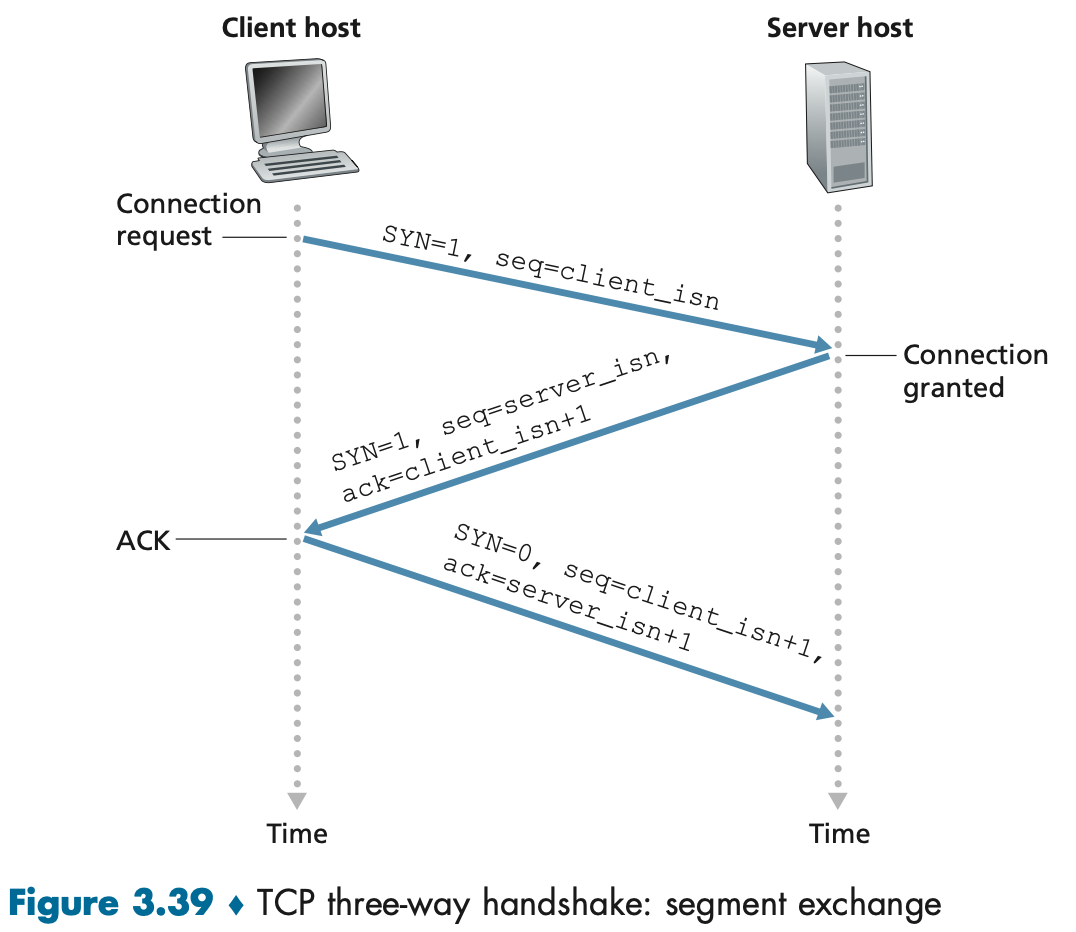 Client host
Server host
Connection
request
SYN=1, seq=client_isn
Connection
granted
SYN=1, seq=server_isn,
ack=client_isn+1
ACK
SYN=0, seq=client_isn+1,
ack=server_isn+1
Time
Time
Figure 3.39 ♦ TCP three-way handshake: segment exchange